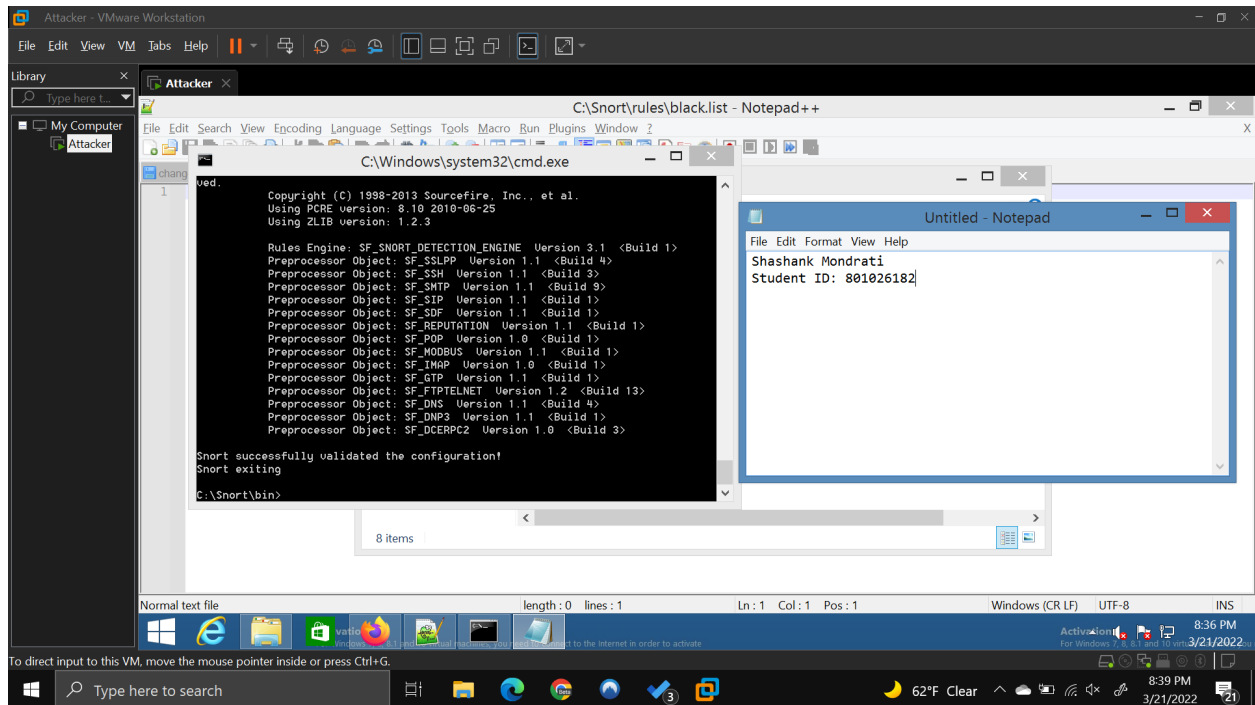 Attacker - VMware Workstation
File Edit View VM Tabs Help
Library
Type here t...
My Computer
Attacker
Attacker
C:\Snort\rules\black.list - Notepad++
File Edit Search View Encoding Language Settings Tools Macro Run Plugins Window ?
X
chang
1
C:\Windows\system32\cmd.exe
ved.
Copyright (C) 1998-2013 Sourcefire, Inc., et al.
Using PCRE version: 8.10 2010-06-25
Using ZLIB version: 1.2.3
Rules Engine: SF_SNORT_DETECTION_ENGINE Version 3.1 <Build 1>
Preprocessor Object: SF_SSLPP Version 1.1 <Build 4>
Preprocessor Object: SF_SSH Version 1.1 <Build 3>
Preprocessor Object: SF_SMTP Version 1.1 <Build 9>
Preprocessor Object: SF_SIP Version 1.1 <Build 1>
Preprocessor Object: SF_SDF Version 1.1 <Build 1>
Preprocessor Object: SF_REPUTATION Version 1.1 <Build 1>
Preprocessor Object: SF_POP Version 1.0 <Build 1>
Preprocessor Object: SF_MODBUS Version 1.1 <Build 1>
Preprocessor Object: SF_IMAP Version 1.0 <Build 1>
Preprocessor Object: SF_GTP Version 1.1 <Build 1>
Preprocessor Object: SF_FTPTELNET Version 1.2 <Build 13>
Preprocessor Object: SF_DNS Version 1.1 <Build 4>
Preprocessor Object: SF_DNP3 Version 1.1 <Build 1>
Preprocessor Object: SF_DCERPC2 Version 1.0 <Build 3>
Snort successfully validated the configuration!
Snort exiting
C:\Snort\bin>
Untitled - Notepad
File Edit Format View Help
Shashank Mondrati
Student ID: 801026182
8 items
Normal text file
length : 0 lines : 1
Ln : 1 Col : 1 Pos : 1
Windows (CR LF)
UTF-8
INS
8:36 PM
3/21/2022
To direct input to this VM, move the mouse pointer inside or press Ctrl+G.
Type here to search
3
62°F Clear
8:39 PM
3/21/2022
21